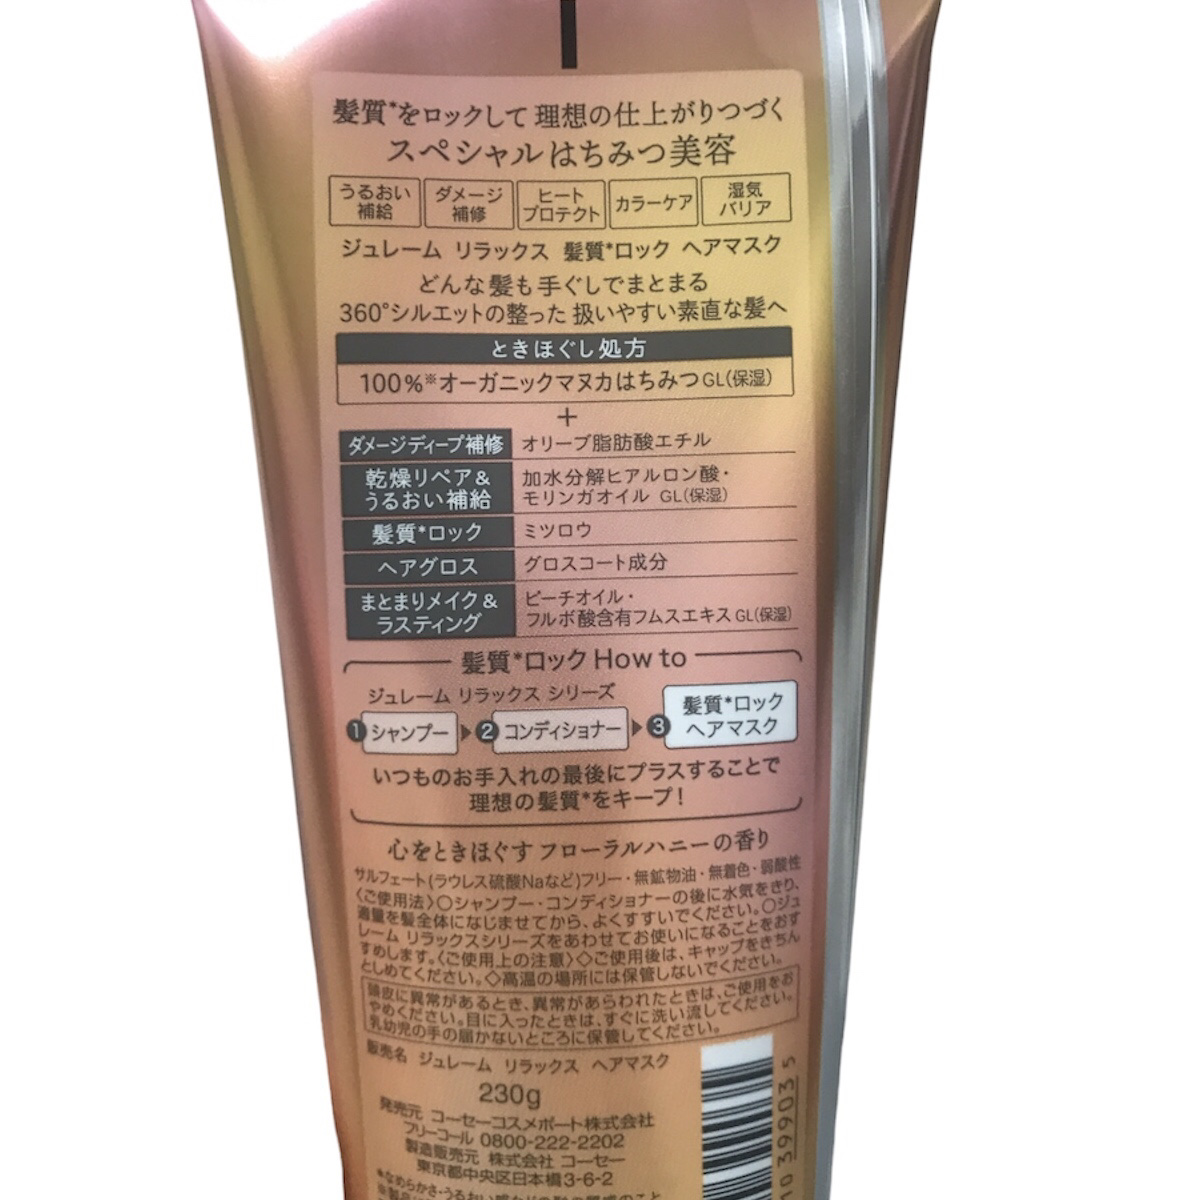 髪質*をロックして 理想の仕上がりつづく
スペシャルはちみつ美容
うるおい
補給
ダメージ
補修
ヒート
プロテクト
カラーケア
湿気
バリア
ジュレーム リラックス 髪質*ロック ヘアマスク
どんな髪も手ぐしでまとまる
360°シルエットの整った 扱いやすい素直な髪へ
ときほぐし処方
100%※オーガニックマヌカはちみつGL(保湿)
+
ダメージディープ補修 オリーブ脂肪酸エチル
乾燥リペア&
うるおい補給
加水分解ヒアルロン酸・
モリンガオイル GL(保湿)
髪質*ロック ミツロウ
ヘアグロス グロスコート成分
まとまりメイク&
ラスティング
ピーチオイル・
フルボ酸含有フムスエキスGL(保湿)
髪質*ロック How to
ジュレーム リラックス シリーズ
1 シャンプー ▶ 2 コンディショナー ▶ 3 髪質*ロック
ヘアマスク
いつものお手入れの最後にプラスすることで
理想の髪質*をキープ!
心をときほぐす フローラルハニーの香り
サルフェート(ラウレス硫酸Naなど)フリー・無鉱物油・無着色・弱酸性
〈ご使用法〉○シャンプー・コンディショナーの後に水気をきり、
適量を髪全体になじませてから、よくすすいでください。○ジュ
レーム リラックスシリーズをあわせてお使いになることをおす
すめします。〈ご使用上の注意〉◇ご使用後は、キャップをきちん
としめてください。◇高温の場所には保管しないでください。
頭皮に異常があるとき、異常があらわれたときは、ご使用をお
やめください。目に入ったときは、すぐに洗い流してください。
乳幼児の手の届かないところに保管してください。
販売名 ジュレーム リラックス ヘアマスク
230g
発売元 コーセーコスメポート株式会社
フリーコール 0800-222-2202
製造販売元 株式会社 コーセー
東京都中央区日本橋3-6-2
*なめらかさ・うるおい感などの髪の質感のこと
10 39903 5